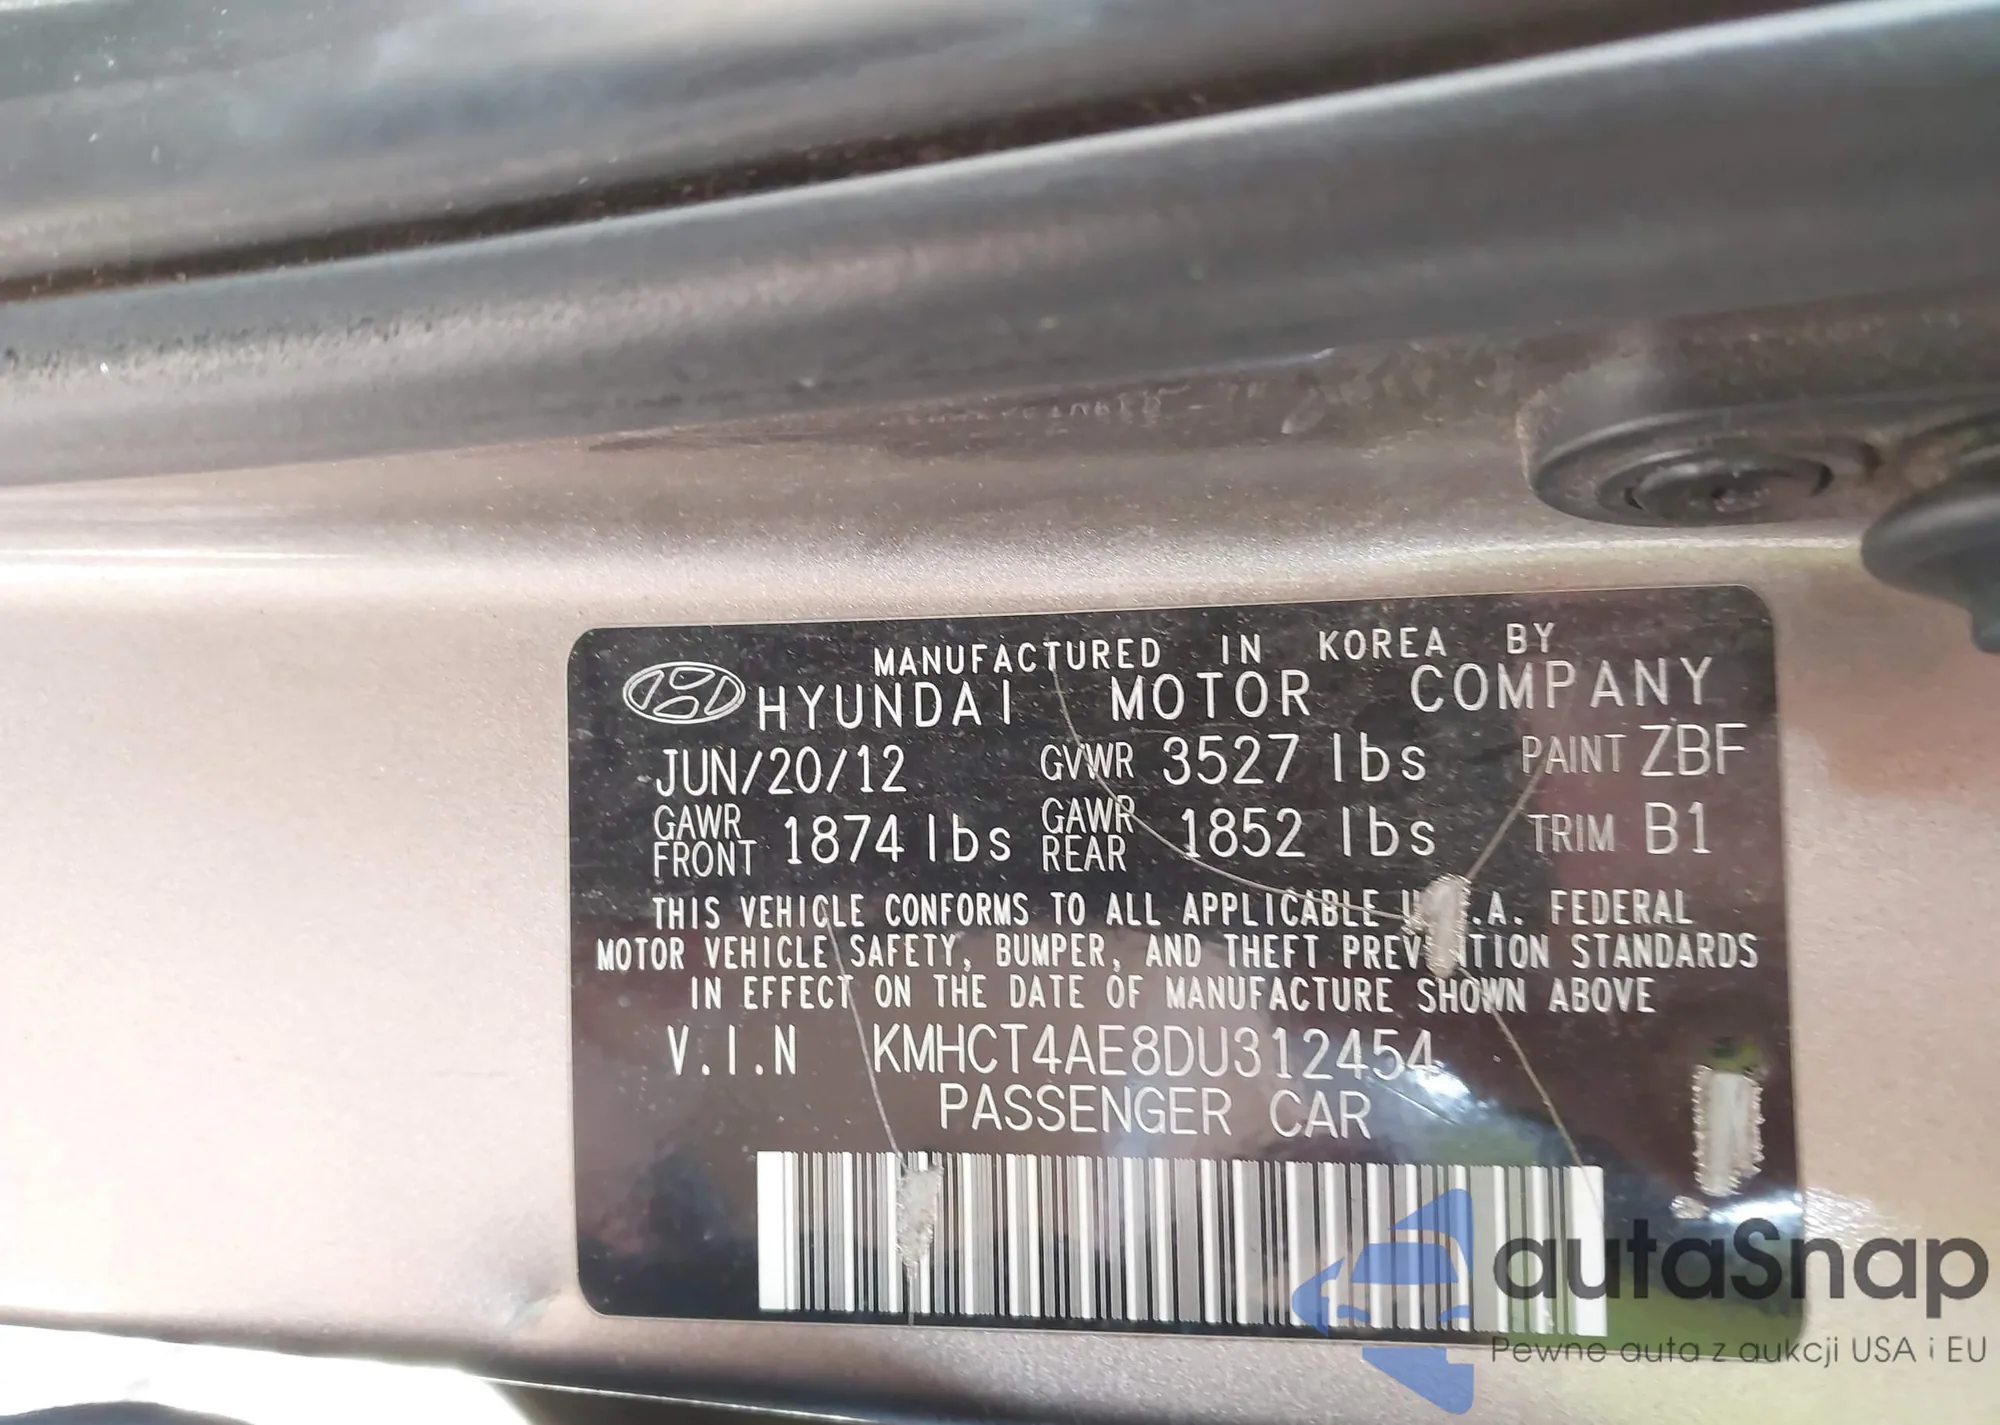 MANUFACTURED IN KOREA BY
HYUNDAI MOTOR COMPANY
JUN/20/12 GVWR 3527 lbs PAINT ZBF
GAWR FRONT 1874 lbs GAWR REAR 1852 lbs TRIM B1
THIS VEHICLE CONFORMS TO ALL APPLICABLE U.S.A. FEDERAL
MOTOR VEHICLE SAFETY, BUMPER, AND THEFT PREVENTION STANDARDS
IN EFFECT ON THE DATE OF MANUFACTURE SHOWN ABOVE
V.I.N KMHCT4AE8DU312454
PASSENGER CAR
autaSnap
Pewne auta z aukcji USA i EU